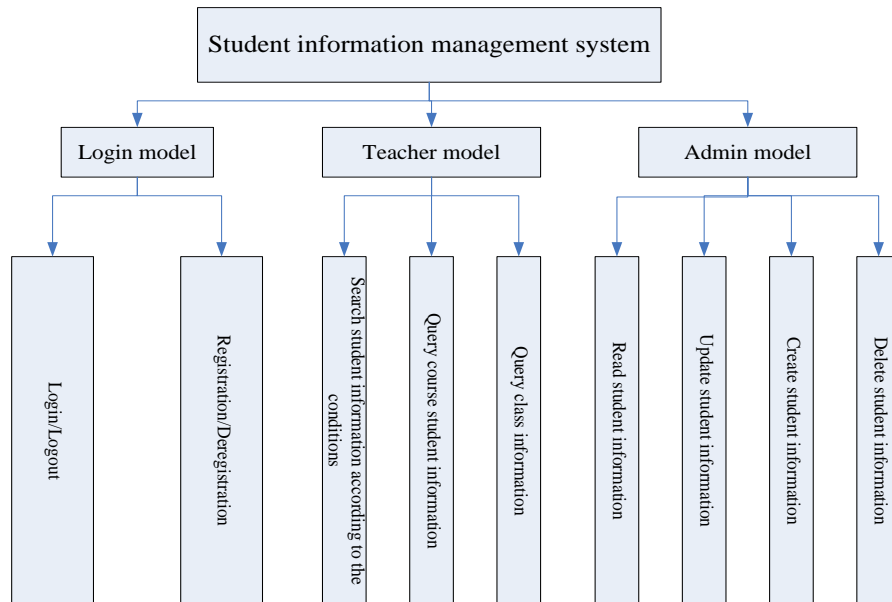 Student information management system
Login model
Teacher model
Admin model
Login/Logout
Registration/Deregistration
Search student information according to the
conditions
Query course student information
Query class information
Read student information
Update student information
Create student information
Delete student information